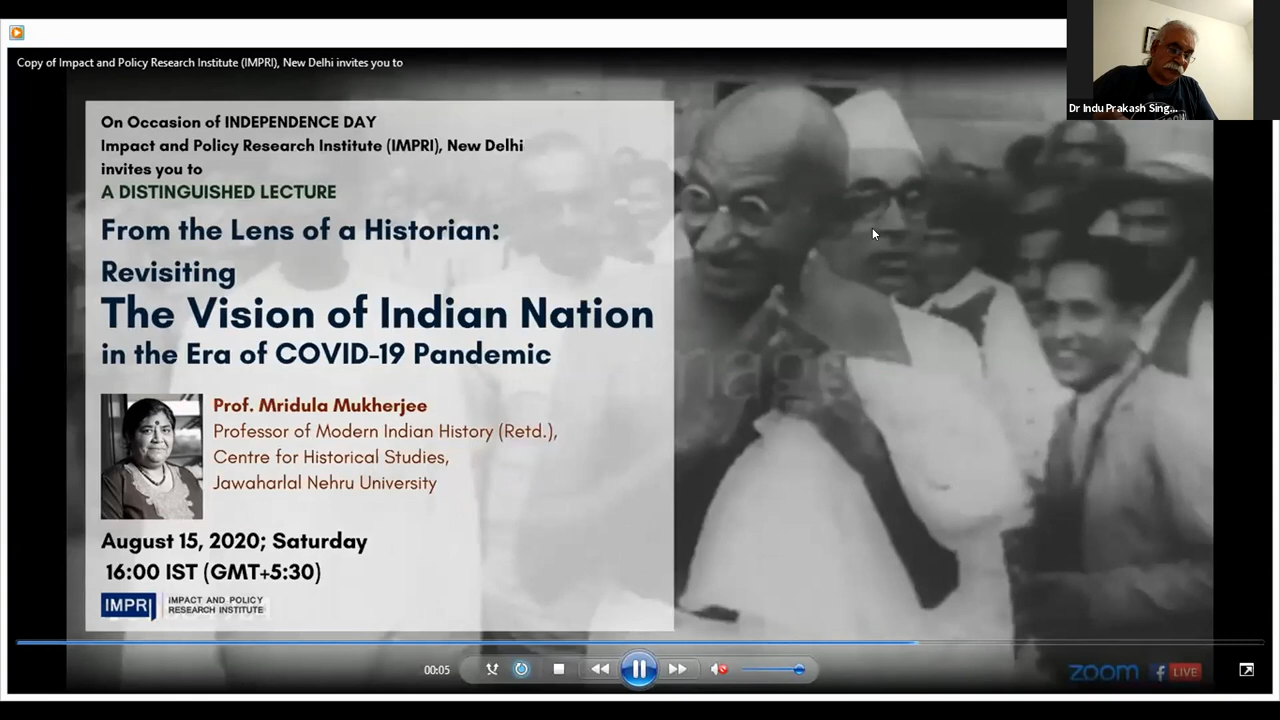 Copy of Impact and Policy Research Institute (IMPRI), New Delhi invites you to
Dr Indu Prakash Sing...
On Occasion of INDEPENDENCE DAY
Impact and Policy Research Institute (IMPRI), New Delhi
invites you to
A DISTINGUISHED LECTURE
From the Lens of a Historian:
Revisiting
The Vision of Indian Nation
in the Era of COVID-19 Pandemic
Prof. Mridula Mukherjee
Professor of Modern Indian History (Retd.),
Centre for Historical Studies,
Jawaharlal Nehru University
August 15, 2020; Saturday
16:00 IST (GMT+5:30)
IMPRI
IMPACT AND POLICY
RESEARCH INSTITUTE
00:05
zoom
f LIVE